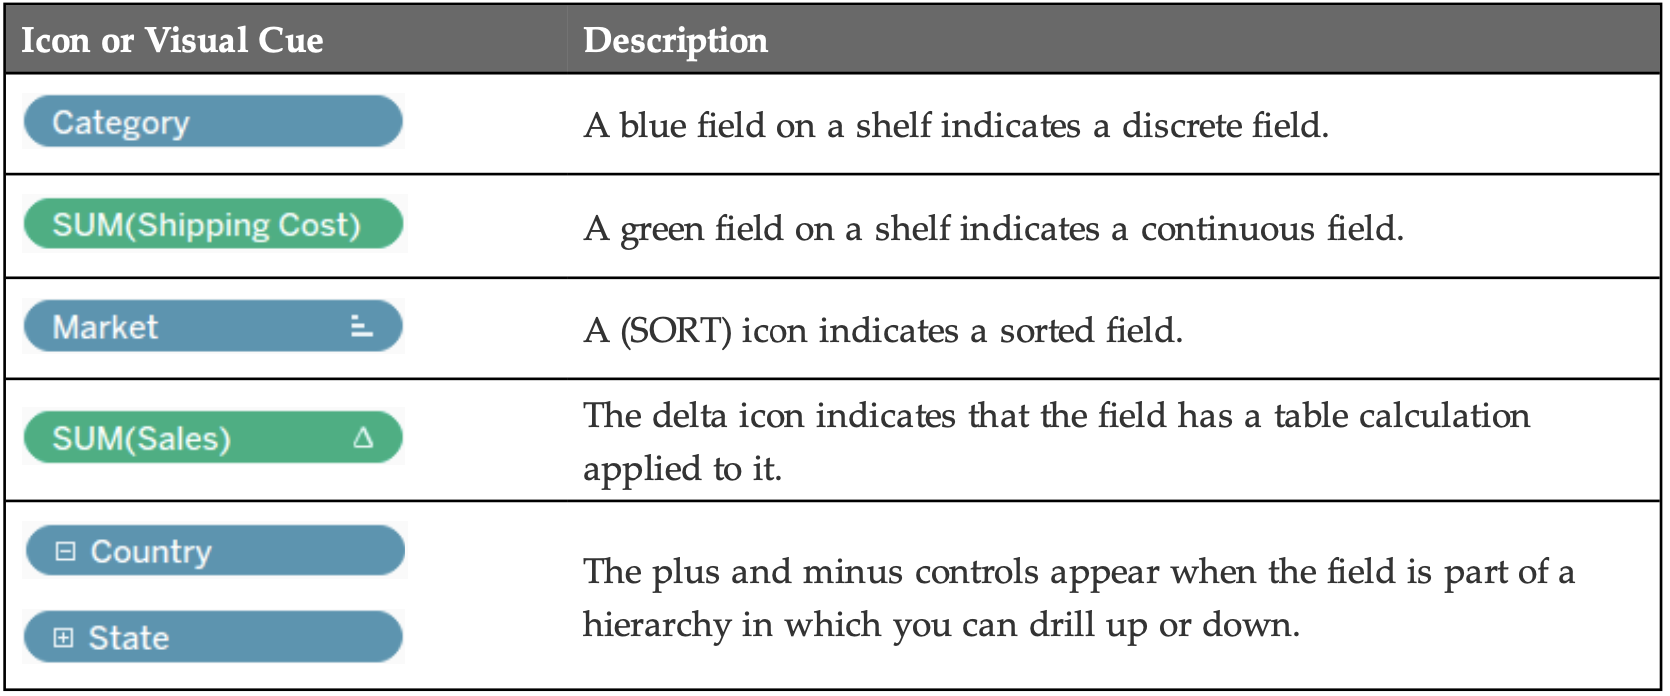 Icon or Visual Cue
Description
Category
A blue field on a shelf indicates a discrete field.
SUM(Shipping Cost)
A green field on a shelf indicates a continuous field.
Market
A (SORT) icon indicates a sorted field.
SUM(Sales)
The delta icon indicates that the field has a table calculation
applied to it.
Country
State
The plus and minus controls appear when the field is part of a
hierarchy in which you can drill up or down.